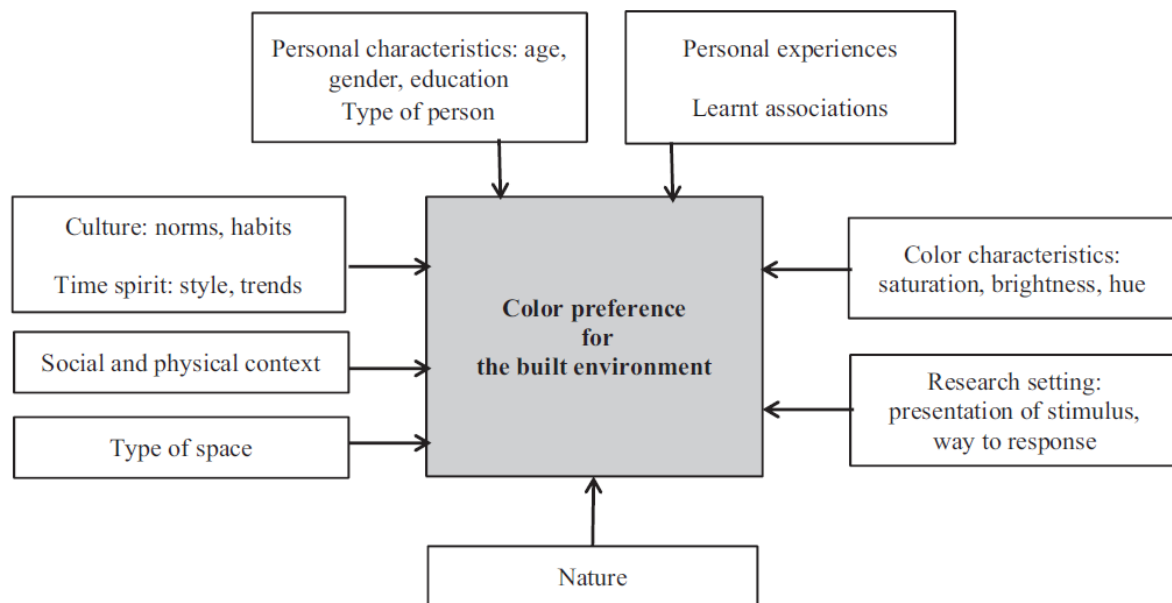 Personal characteristics: age,
gender, education
Type of person
Personal experiences
Learnt associations
Culture: norms, habits
Time spirit: style, trends
Social and physical context
Type of space
Color preference
for
the built environment
Color characteristics:
saturation, brightness, hue
Research setting:
presentation of stimulus,
way to response
Nature